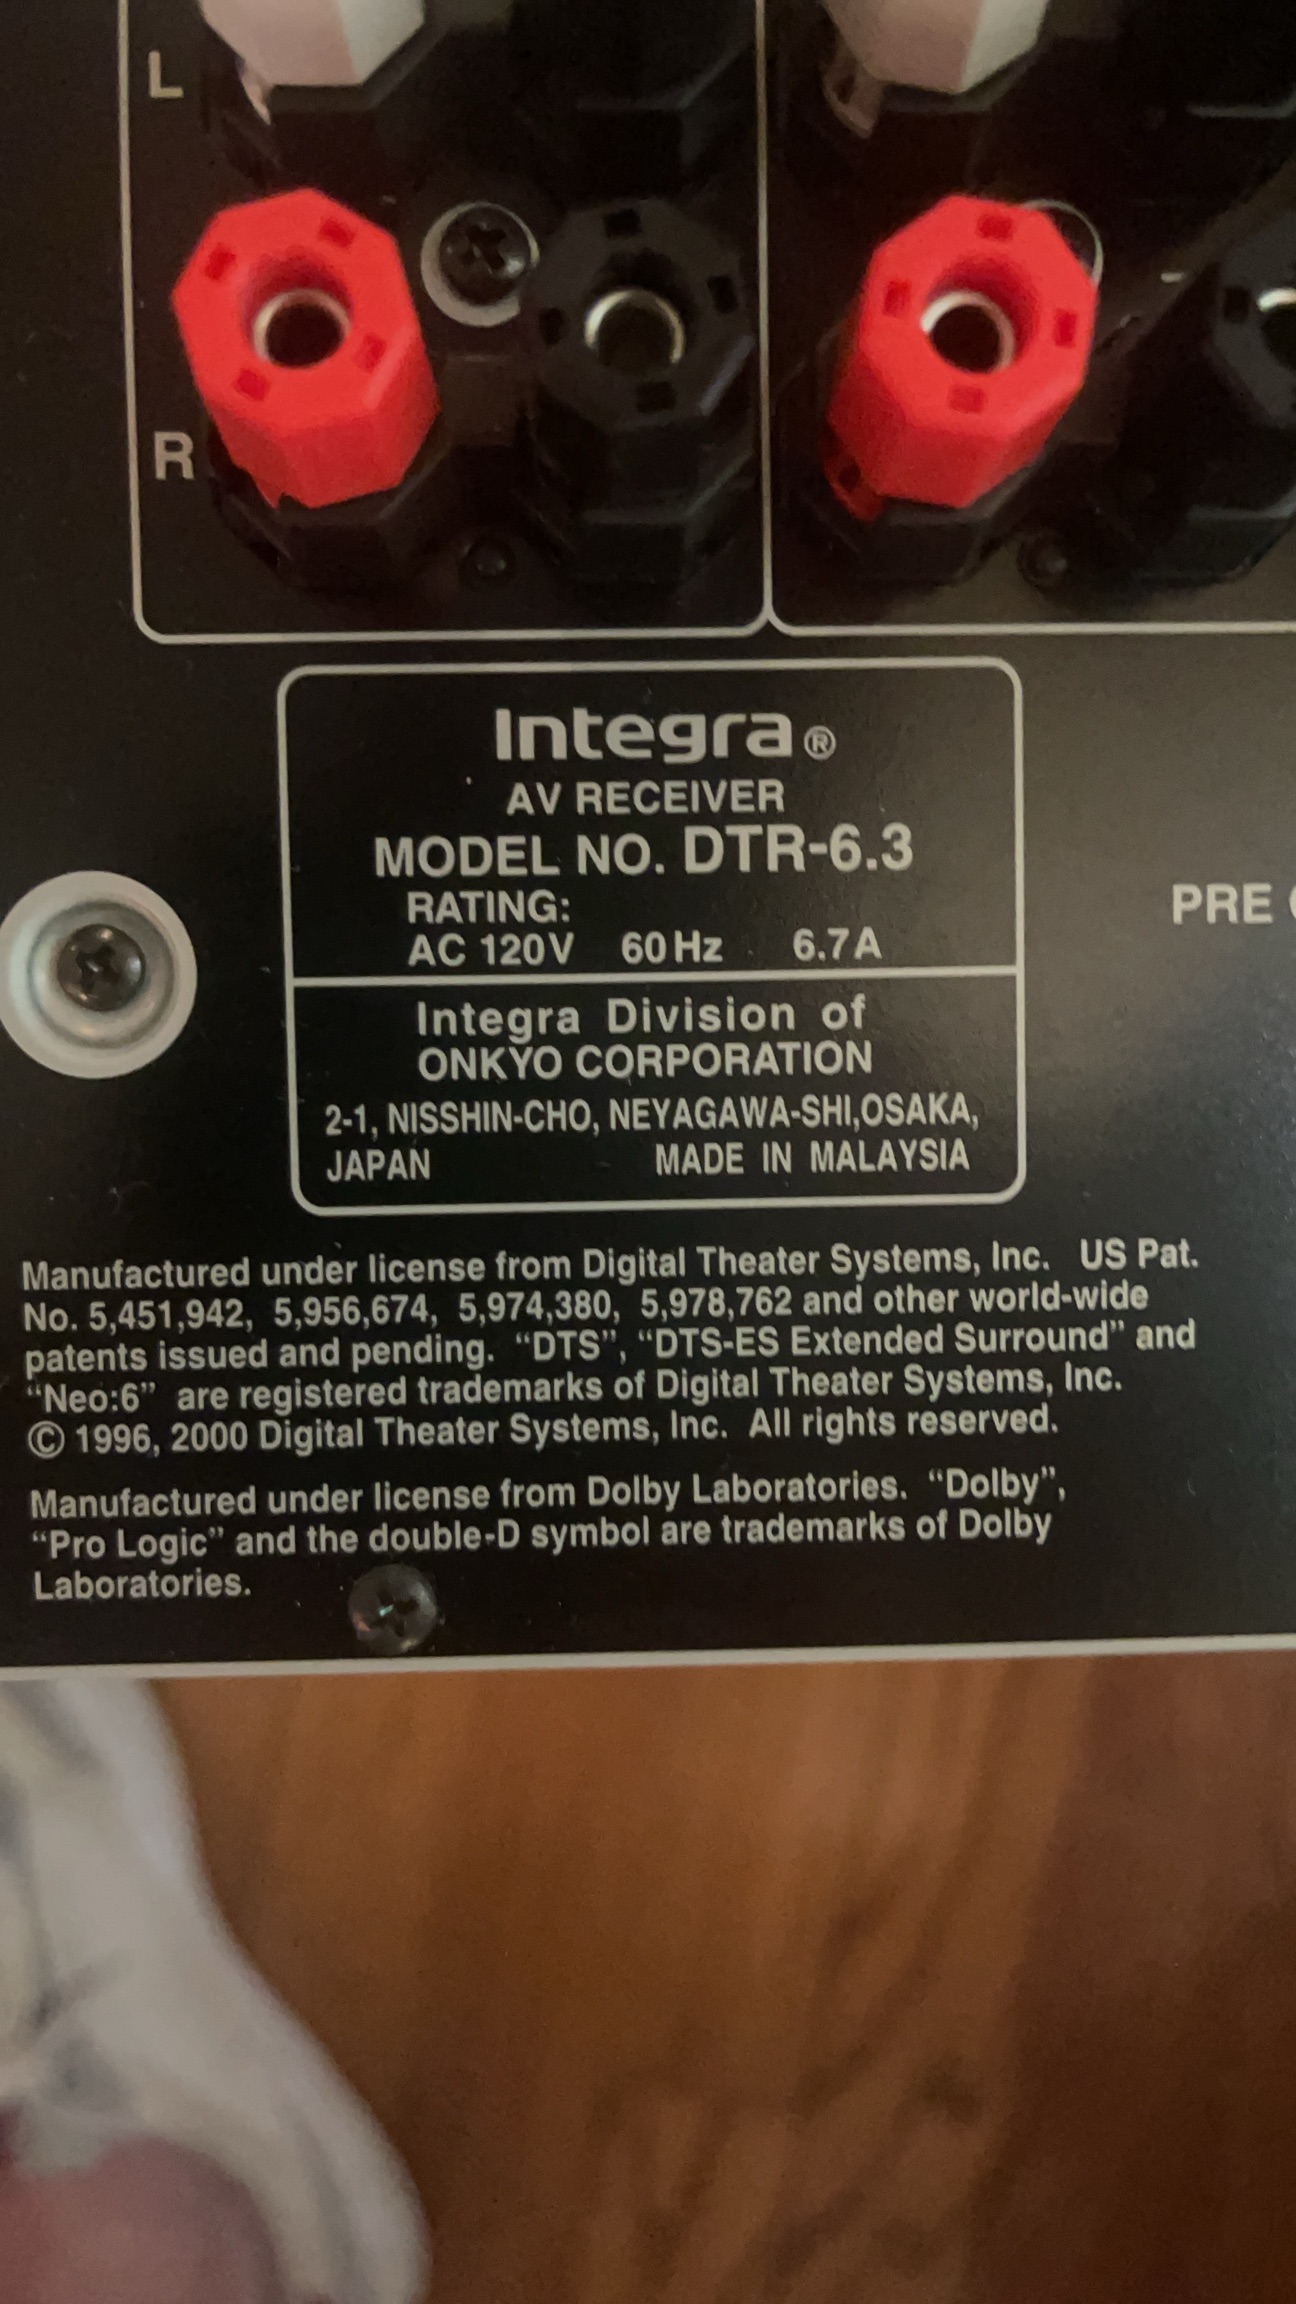 L
R
Integra®
AV RECEIVER
MODEL NO. DTR-6.3
RATING:
AC 120V 60Hz 6.7A
PRE
Integra Division of
ONKYO CORPORATION
2-1, NISSHIN-CHO, NEYAGAWA-SHI,OSAKA,
JAPAN MADE IN MALAYSIA
Manufactured under license from Digital Theater Systems, Inc. US Pat.
No. 5,451,942, 5,956,674, 5,974,380, 5,978,762 and other world-wide
patents issued and pending. “DTS”, “DTS-ES Extended Surround” and
“Neo:6” are registered trademarks of Digital Theater Systems, Inc.
© 1996, 2000 Digital Theater Systems, Inc. All rights reserved.
Manufactured under license from Dolby Laboratories. “Dolby”,
“Pro Logic” and the double-D symbol are trademarks of Dolby
Laboratories.